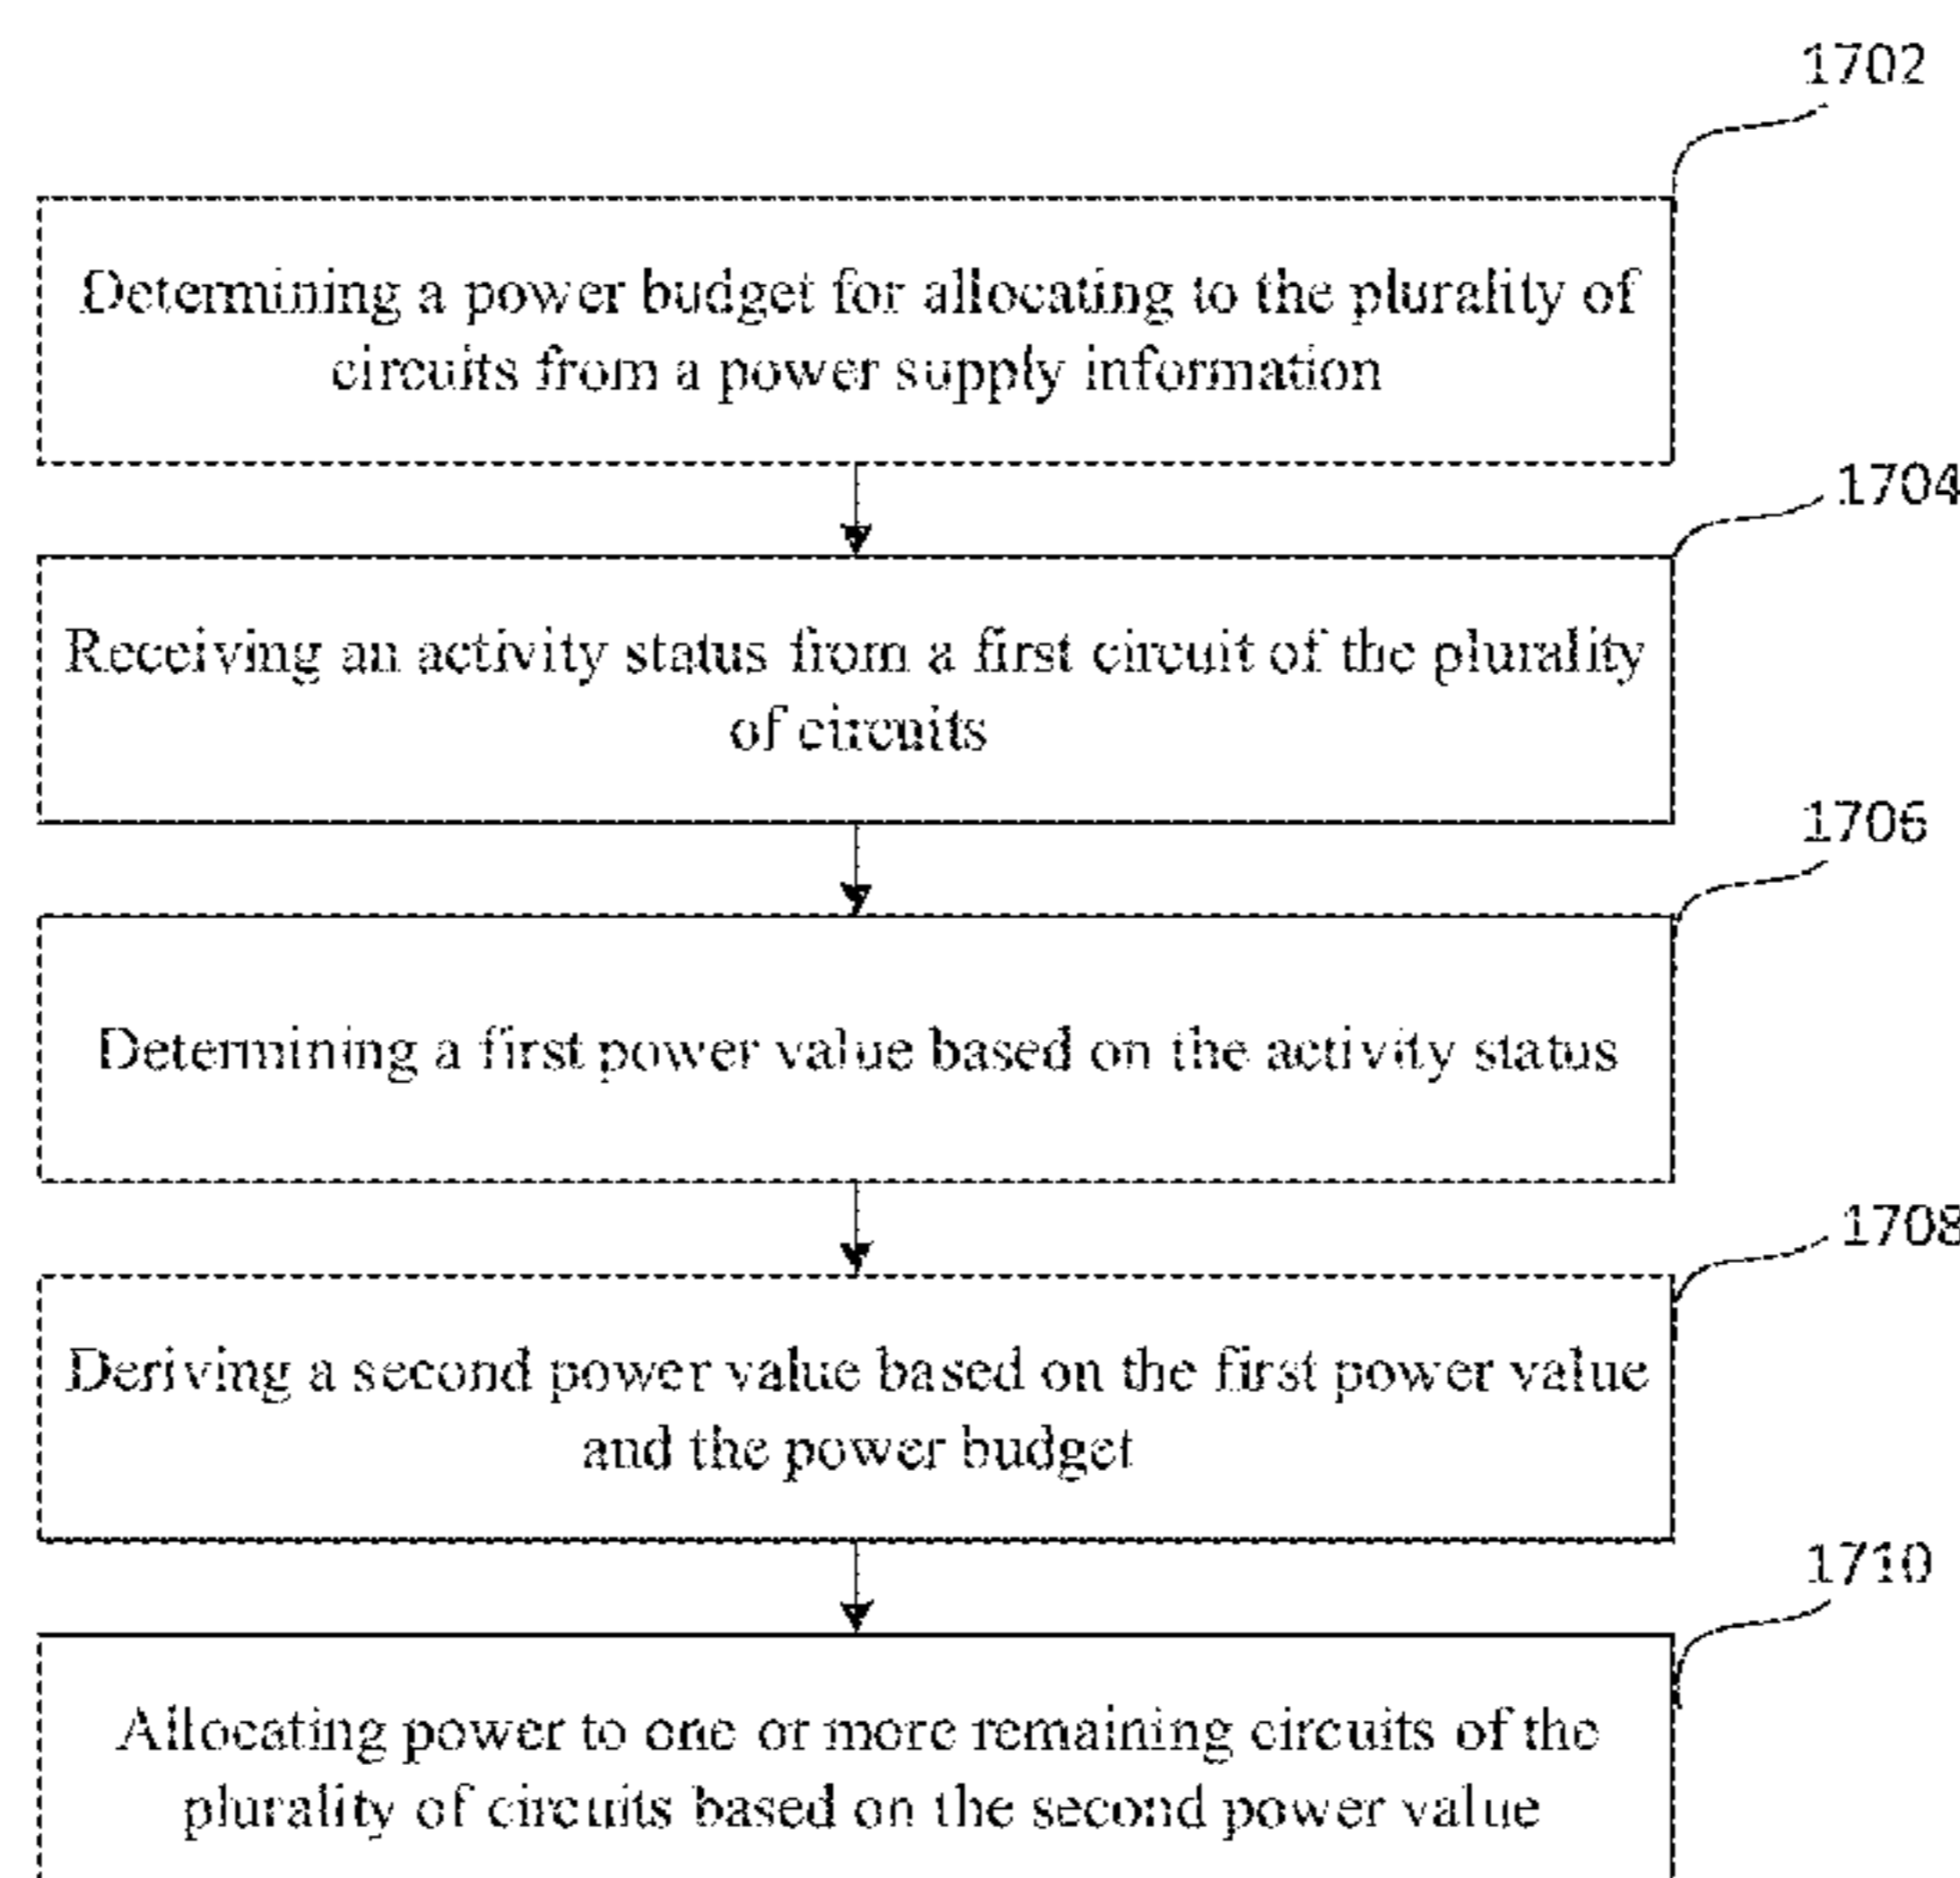 1702
Determining a power budget for allocating to the plurality of
circuits from a power supply information
1704
Receiving an activity status from a first circuit of the plurality
of circuits
1706
Determining a first power value based on the activity status
1708
Deriving a second power value based on the first power value
and the power budget
1710
Allocating power to one or more remaining circuits of the
plurality of circuits based on the second power value